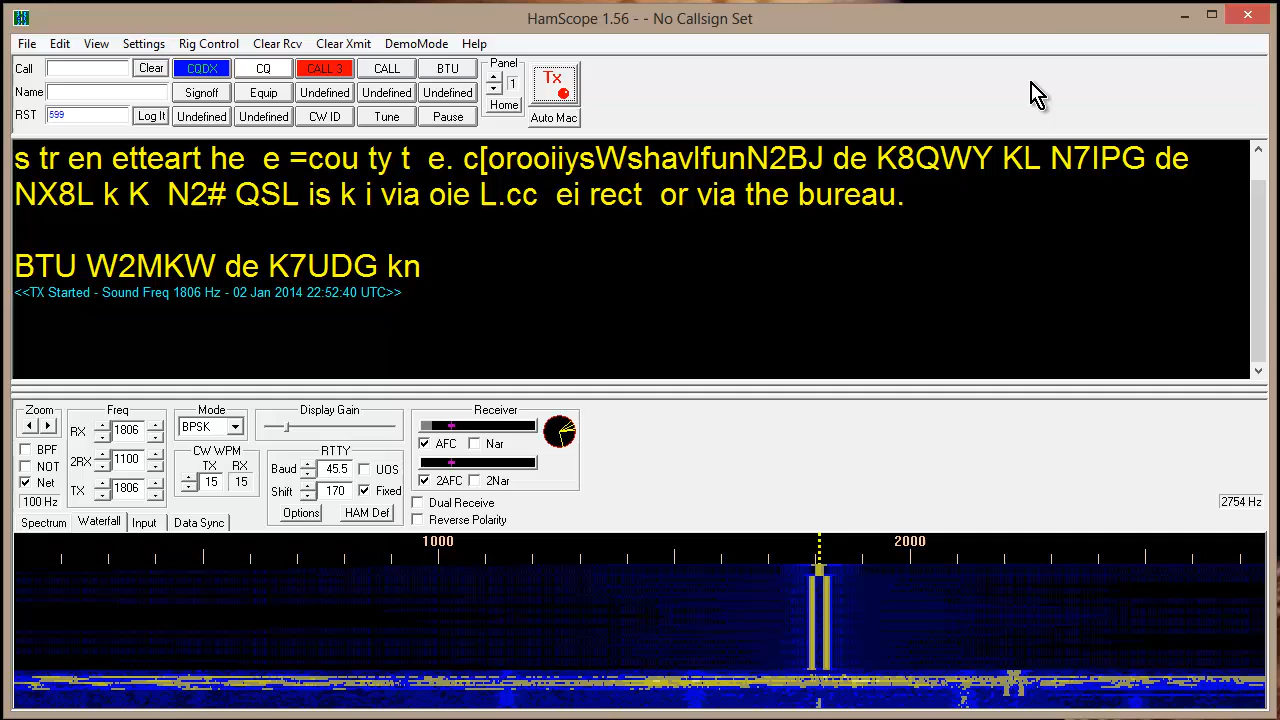 HamScope 1.56 - - No Callsign Set
File Edit View Settings Rig Control Clear Rcv Clear Xmit DemoMode Help
Call Clear CQDX CQ CALL 3 CALL BTU Panel
Name Signoff Equip Undefined Undefined Undefined 1 Tx
RST 599 Log It Undefined Undefined CW ID Tune Pause Home Auto Mac
s tr en etteart he e =cou ty t e. c[orooiiysWshavlfunN2BJ de K8QWY KL N7IPG de
NX8L k K N2# QSL is k i via oie L.cc ei rect or via the bureau.
BTU W2MKW de K7UDG kn
<<TX Started - Sound Freq 1806 Hz - 02 Jan 2014 22:52:40 UTC>>
Zoom Freq Mode Display Gain Receiver
RX 1806 BPSK
BPF AFC Nar
CW WPM RTTY
NOT 2RX 1100 TX RX Baud 45.5 UOS
Net TX 1806 15 15 Shift 170 Fixed 2AFC 2Nar
100 Hz Dual Receive 2754 Hz
Options HAM Def Reverse Polarity
Spectrum Waterfall Input Data Sync
1000 2000